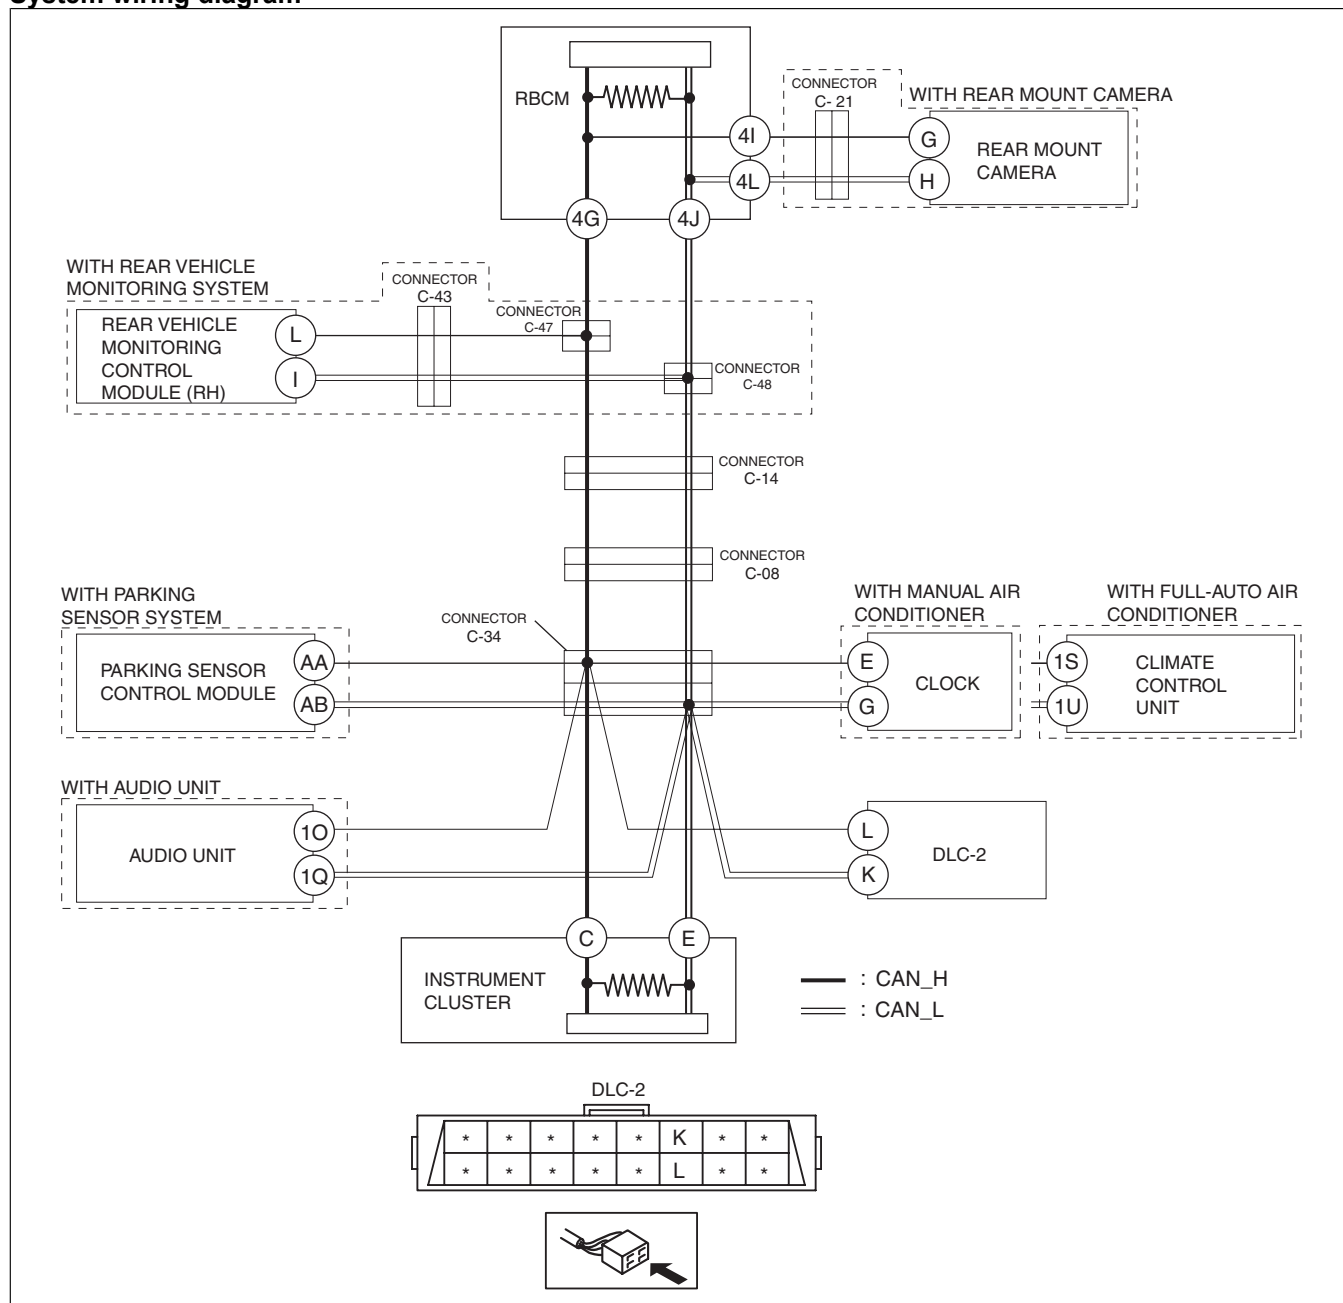 System wiring diagram
RBCM
4I
4L
4G
4J
CONNECTOR
C- 21
WITH REAR MOUNT CAMERA
G
H
REAR MOUNT
CAMERA
WITH REAR VEHICLE
MONITORING SYSTEM
REAR VEHICLE
MONITORING
CONTROL
MODULE (RH)
L
I
CONNECTOR
C-43
CONNECTOR
C-47
CONNECTOR
C-48
CONNECTOR
C-14
CONNECTOR
C-08
WITH PARKING
SENSOR SYSTEM
PARKING SENSOR
CONTROL MODULE
AA
AB
CONNECTOR
C-34
WITH MANUAL AIR
CONDITIONER
E
G
CLOCK
WITH FULL-AUTO AIR
CONDITIONER
1S
1U
CLIMATE
CONTROL
UNIT
WITH AUDIO UNIT
AUDIO UNIT
1O
1Q
L
K
DLC-2
C
E
INSTRUMENT
CLUSTER
: CAN_H
: CAN_L
DLC-2
* * * * * K * *
* * * * * L * *